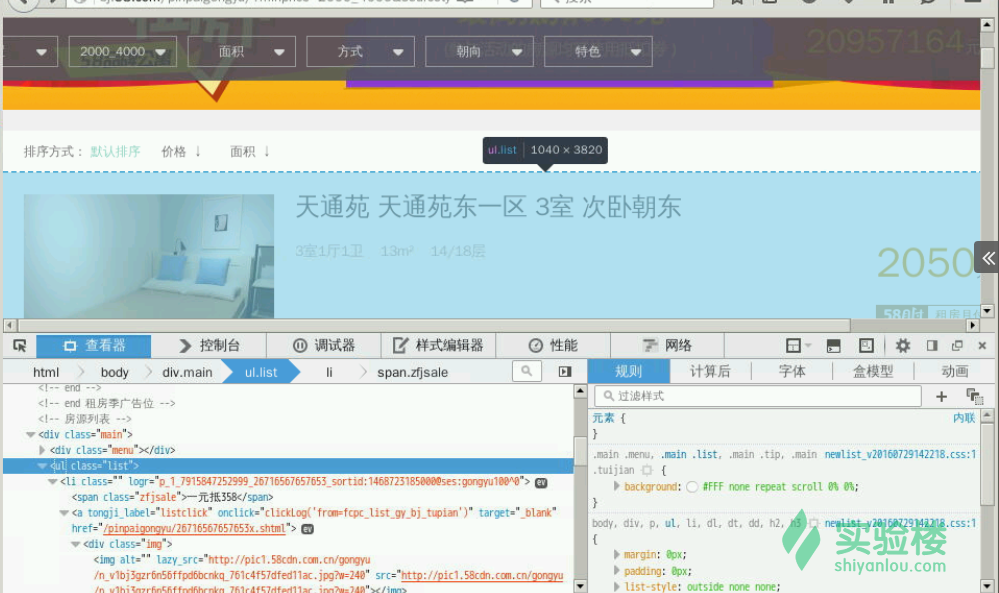 2000_4000
面积
方式
朝向
特色
20957164元
排序方式： 默认排序 价格 ↓ 面积 ↓
ul.list | 1040 × 3820
天通苑 天通苑东一区 3室 次卧朝东
3室1厅1卫 13m² 14/18层
2050
查看器
控制台
调试器
样式编辑器
性能
网络
html
body
div.main
ul.list
li
span.zfjsale
规则
计算后
字体
盒模型
动画
<!-- end -->
<!-- end 租房季广告位 -->
<!-- 房源列表 -->
<div class="main">
<div class="menu"></div>
<ul class="list">
<li class="" logr="p_1_7915847252999_26716567657653_sortid:1468723185000@ses:gongyu100^0"> ev
<span class="zfjsale">一元抵358</span>
<a tongji_label="listclick" onclick="clickLog('from=fcpc_list_gy_bj_tupian')" target="_blank"
href="/pinpaigongyu/26716567657653x.shtml"> ev
<div class="img">
<img alt="" lazy_src="http://pic1.58cdn.com.cn/gongyu
/n_v1bj3gzr6n56ffpd6bcnkq_761c4f57dfed11ac.jpg?w=240" src="http://pic1.58cdn.com.cn/gongyu
/n_v1bj3gzr6n56ffpd6bcnkq_761c4f57dfed11ac.jpg?w=240"></img>
过滤样式
元素 { 内联
}
.main .menu, .main .list, .main .tip, .main newlist_v20160729142218.css:1
.tuijian {
background: #FFF none repeat scroll 0% 0%;
}
body, div, p, ul, li, dl, dt, dd, h2, h3 newlist_v20160729142218.css:1
{
margin: 0px;
padding: 0px;
list-style: outside none none;
实验楼
shiyanlou.com